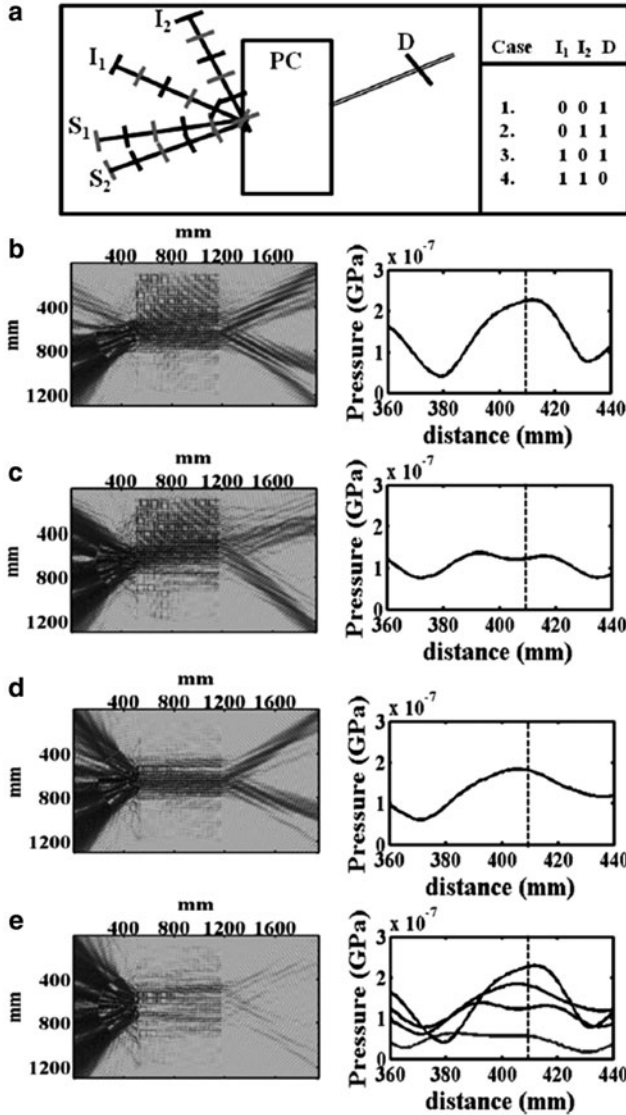 a
I₂
I₁
S₁
S₂
PC
D
Case I₁ I₂ D
1. 0 0 1
2. 0 1 1
3. 1 0 1
4. 1 1 0
b
mm
400 800 1200 1600
mm
400
800
1200
x 10⁻⁷
Pressure (GPa)
3
2
1
0
360 380 400 420 440
distance (mm)
c
mm
400 800 1200 1600
mm
400
800
1200
x 10⁻⁷
Pressure (GPa)
3
2
1
0
360 380 400 420 440
distance (mm)
d
mm
400 800 1200 1600
mm
400
800
1200
x 10⁻⁷
Pressure (GPa)
3
2
1
0
360 380 400 420 440
distance (mm)
e
mm
400 800 1200 1600
mm
400
800
1200
x 10⁻⁷
Pressure (GPa)
3
2
1
0
360 380 400 420 440
distance (mm)